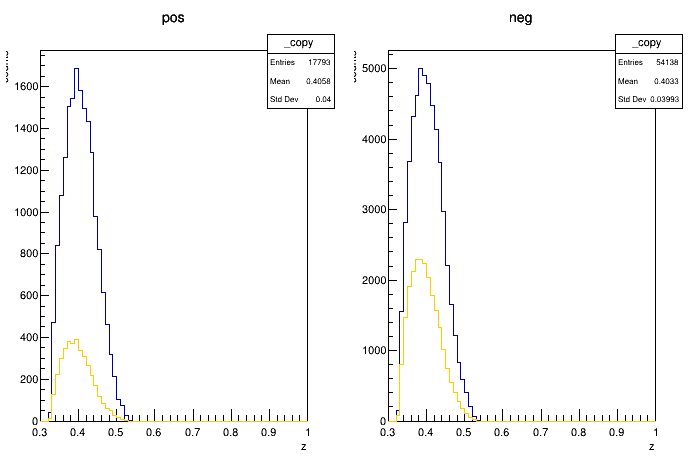 pos
_copy
Entries 17793
Mean 0.4058
Std Dev 0.04
1600
1400
1200
1000
800
600
400
200
0
0.3 0.4 0.5 0.6 0.7 0.8 0.9 1
z
neg
_copy
Entries 54138
Mean 0.4033
Std Dev 0.03993
5000
4000
3000
2000
1000
0
0.3 0.4 0.5 0.6 0.7 0.8 0.9 1
z